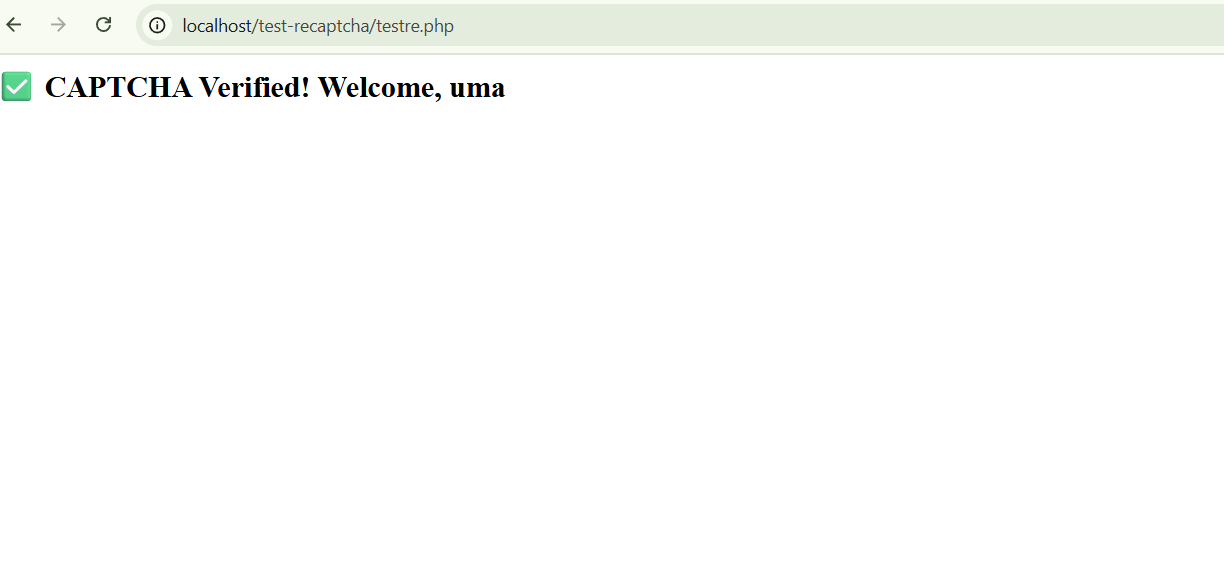 localhost/test-recaptcha/testre.php
✅ CAPTCHA Verified! Welcome, uma